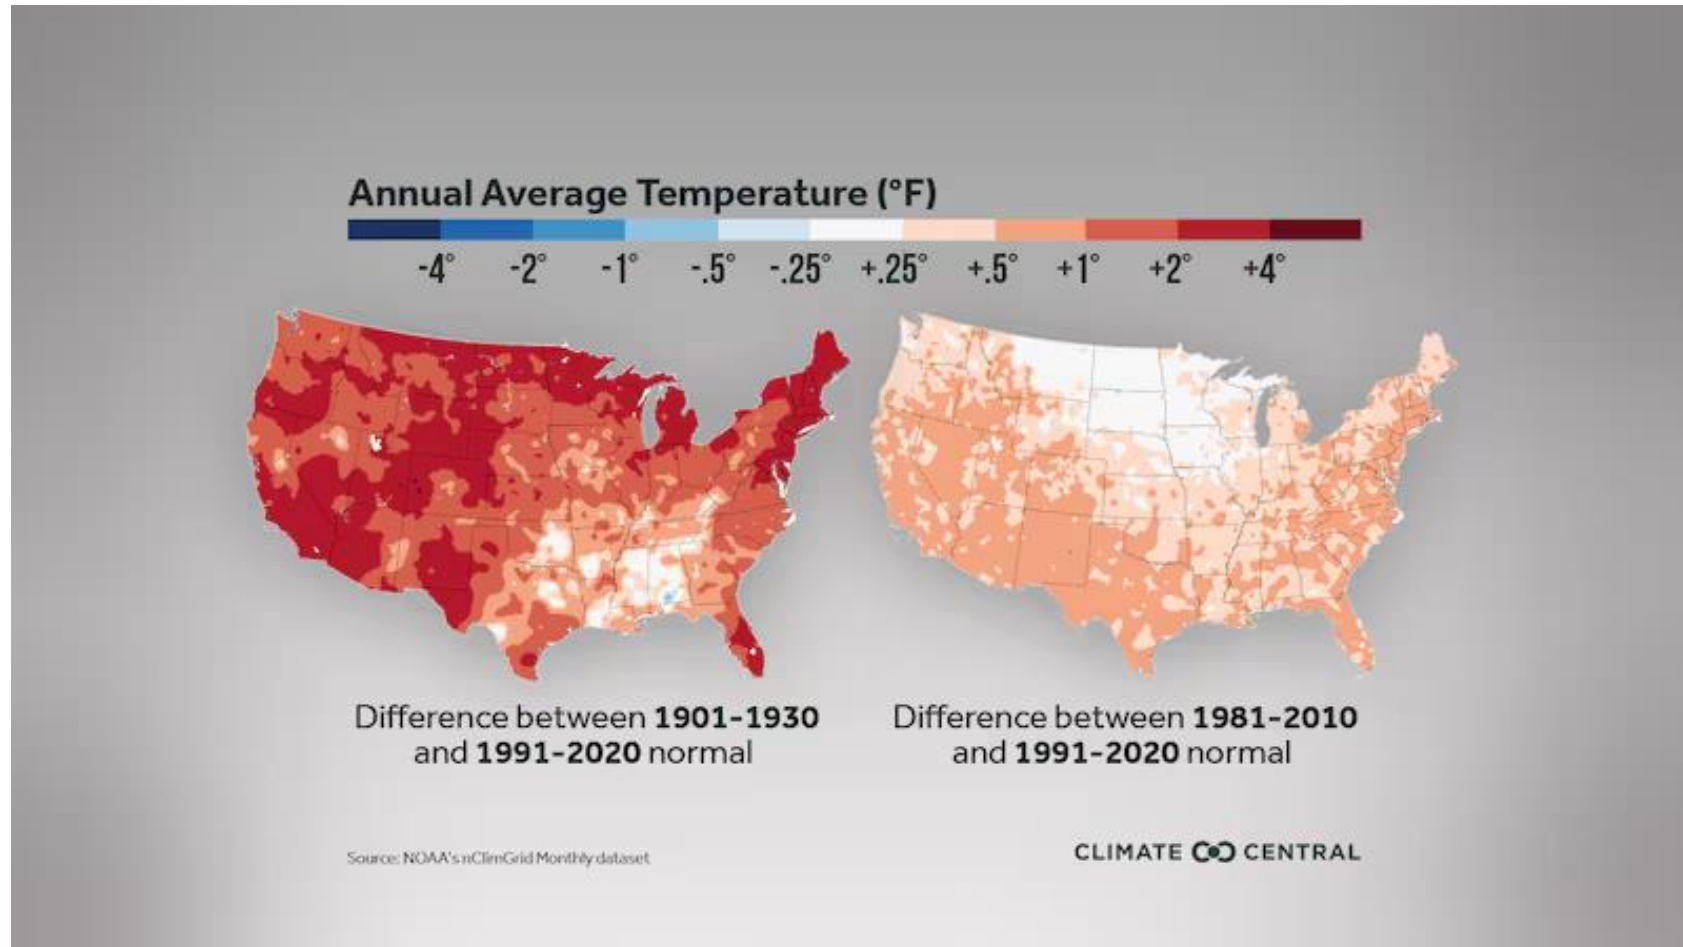 Annual Average Temperature (°F)
-4° -2° -1° -.5° -.25° +.25° +.5° +1° +2° +4°
Difference between 1901-1930
and 1991-2020 normal
Difference between 1981-2010
and 1991-2020 normal
Source: NOAA's nClimGrid Monthly dataset
CLIMATE CENTRAL